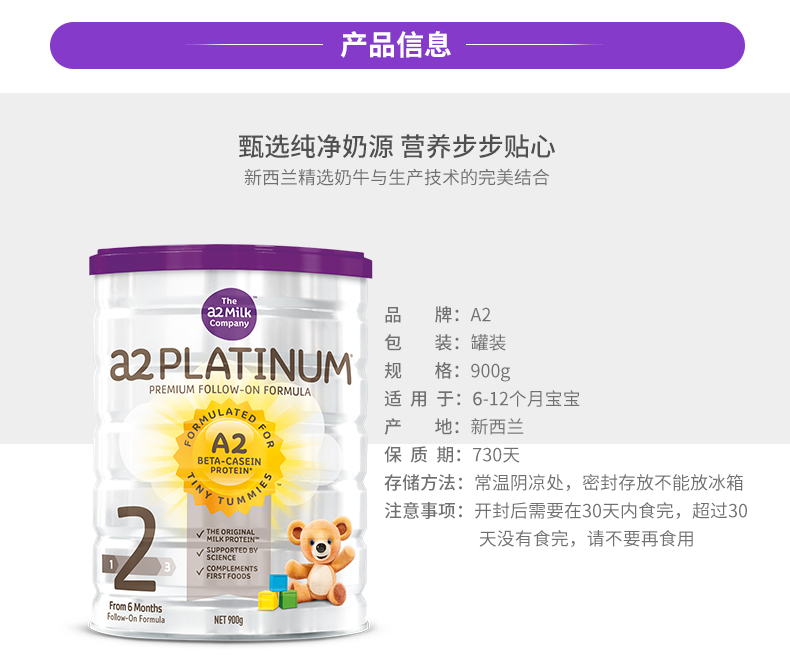 产品信息
甄选纯净奶源 营养步步贴心
新西兰精选奶牛与生产技术的完美结合
The
a2 Milk
Company
™
a2 PLATINUM®
PREMIUM FOLLOW-ON FORMULA
FORMULATED FOR
A2
BETA-CASEIN
PROTEIN*
TINY TUMMIES
2
1
3
✓ THE ORIGINAL
MILK PROTEIN™
✓ SUPPORTED BY
SCIENCE
✓ COMPLEMENTS
FIRST FOODS
From 6 Months
Follow-On Formula
NET 900g
品 牌：A2
包 装：罐装
规 格：900g
适 用 于：6-12个月宝宝
产 地：新西兰
保 质 期：730天
存储方法：常温阴凉处，密封存放不能放冰箱
注意事项：开封后需要在30天内食完，超过30
天没有食完，请不要再食用